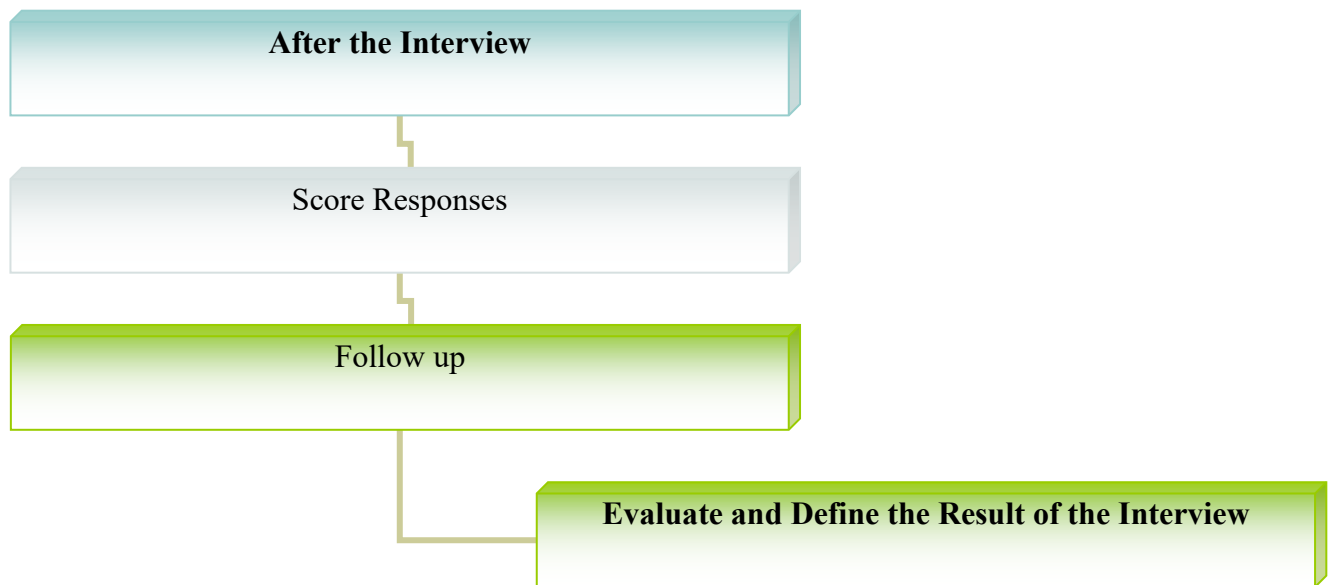 After the Interview
Score Responses
Follow up
Evaluate and Define the Result of the Interview